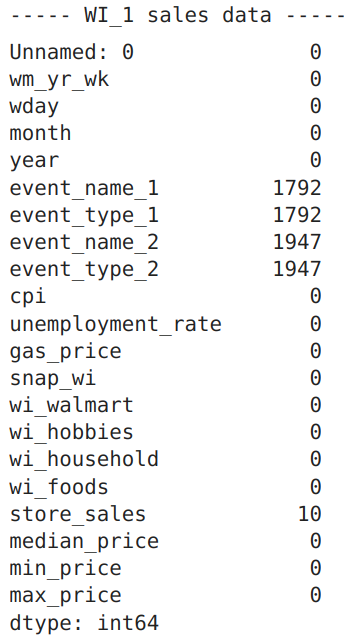 ----- WI_1 sales data -----
Unnamed: 0 0
wm_yr_wk 0
wday 0
month 0
year 0
event_name_1 1792
event_type_1 1792
event_name_2 1947
event_type_2 1947
cpi 0
unemployment_rate 0
gas_price 0
snap_wi 0
wi_walmart 0
wi_hobbies 0
wi_household 0
wi_foods 0
store_sales 10
median_price 0
min_price 0
max_price 0
dtype: int64